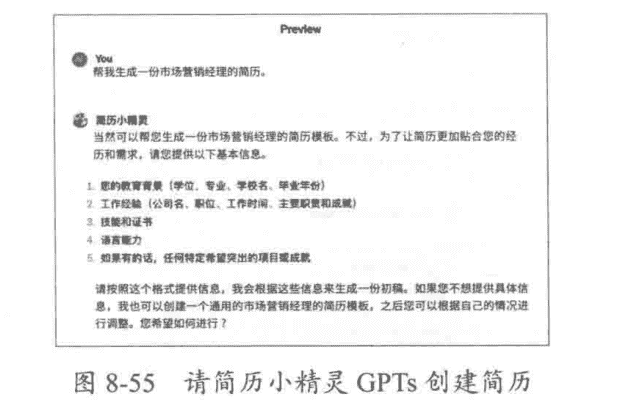 Preview
You
帮我生成一份市场营销经理的简历。
简历小精灵
当然可以帮您生成一份市场营销经理的简历模板。不过，为了让简历更加贴合您的经
历和需求，请您提供以下基本信息。
1. 您的教育背景（学位、专业、学校名、毕业年份）
2. 工作经验（公司名、职位、工作时间、主要职责和成就）
3. 技能和证书
4. 语言能力
5. 如果有的话，任何特定希望突出的项目或成就
请按照这个格式提供信息，我会根据这些信息来生成一份初稿。如果您不想提供具体信
息，我也可以创建一个通用的市场营销经理的简历模板，之后您可以根据自己的情况进
行调整。您希望如何进行？
图 8-55 请简历小精灵 GPTs 创建简历